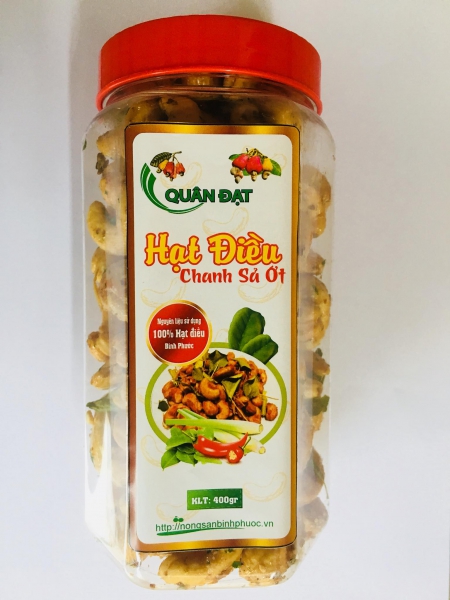 QUÂN ĐẠT
Hạt Điều
Chanh Sả Ớt
Nguyên liệu sử dụng
100% Hạt điều
Bình Phước
KLT: 400gr
http://nongsanbinhphuoc.vn